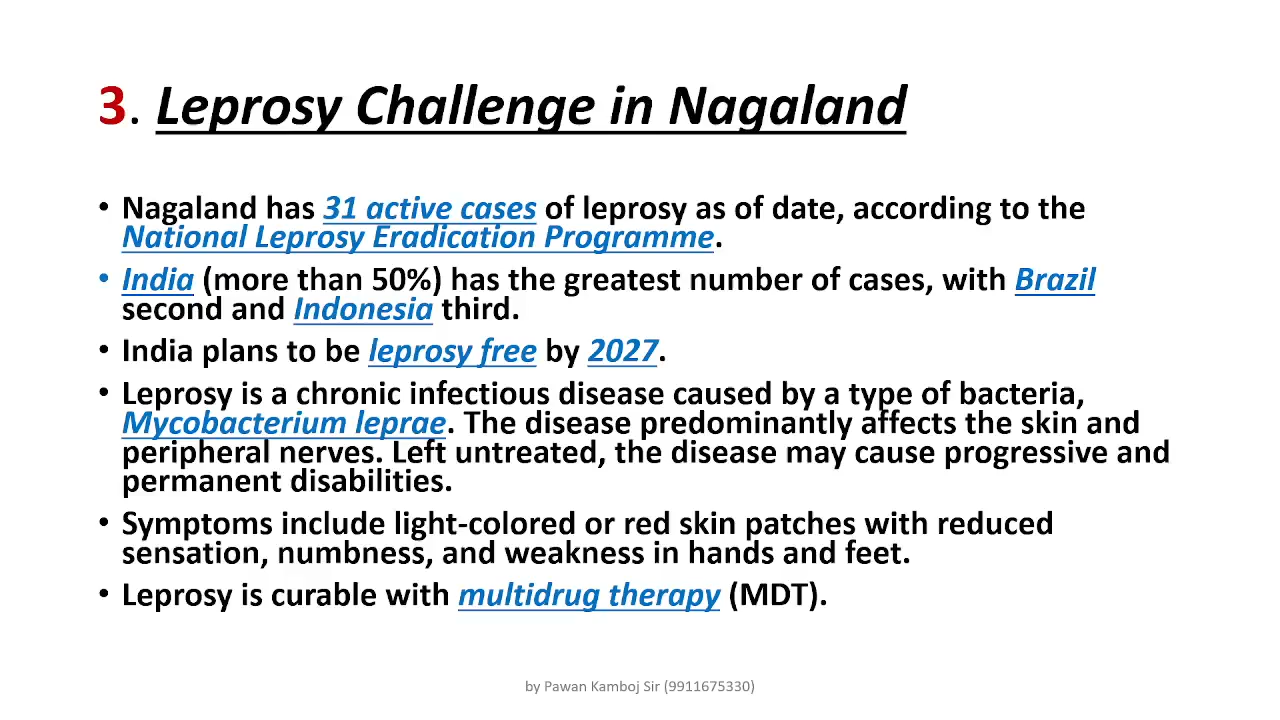 3. Leprosy Challenge in Nagaland
• Nagaland has 31 active cases of leprosy as of date, according to the
National Leprosy Eradication Programme.
• India (more than 50%) has the greatest number of cases, with Brazil
second and Indonesia third.
• India plans to be leprosy free by 2027.
• Leprosy is a chronic infectious disease caused by a type of bacteria,
Mycobacterium leprae. The disease predominantly affects the skin and
peripheral nerves. Left untreated, the disease may cause progressive and
permanent disabilities.
• Symptoms include light-colored or red skin patches with reduced
sensation, numbness, and weakness in hands and feet.
• Leprosy is curable with multidrug therapy (MDT).
by Pawan Kamboj Sir (9911675330)